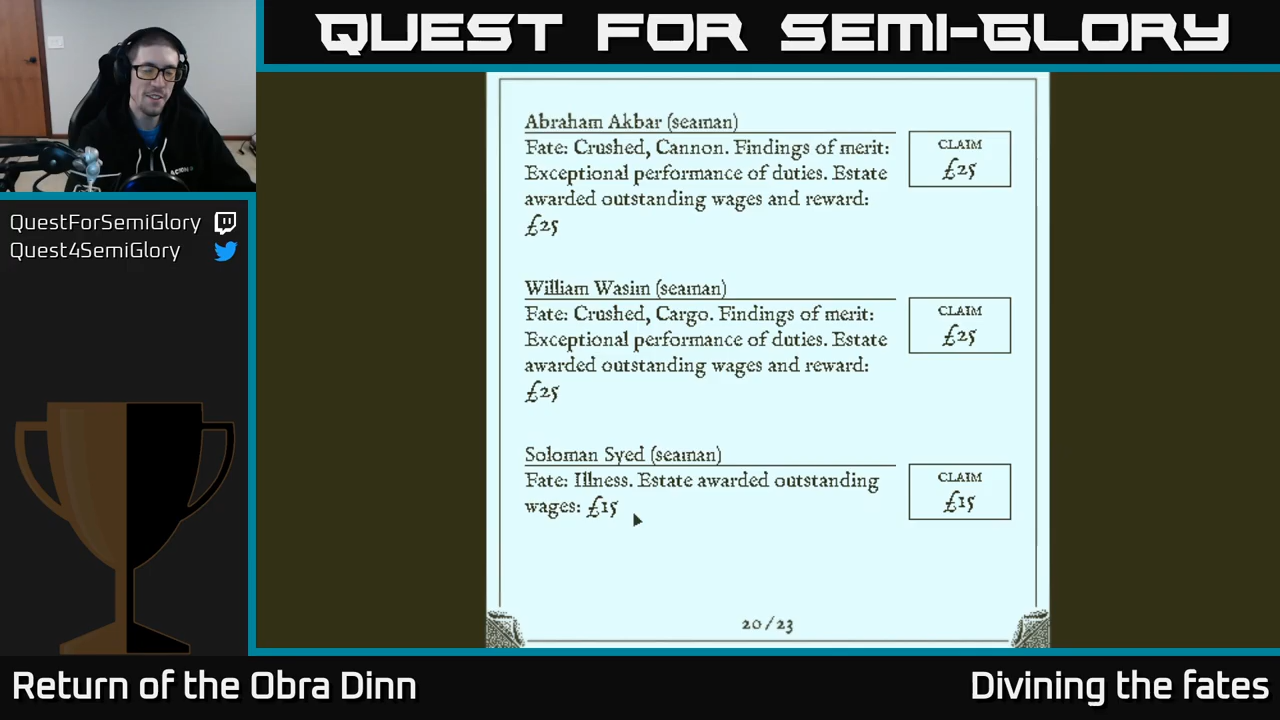 QUEST FOR SEMI-GLORY
QuestForSemiGlory
Quest4SemiGlory
Abraham Akbar (seaman)
Fate: Crushed, Cannon. Findings of merit:
Exceptional performance of duties. Estate
awarded outstanding wages and reward:
£25
CLAIM
£25
William Wasim (seaman)
Fate: Crushed, Cargo. Findings of merit:
Exceptional performance of duties. Estate
awarded outstanding wages and reward:
£25
CLAIM
£25
Soloman Syed (seaman)
Fate: Illness. Estate awarded outstanding
wages: £15
CLAIM
£15
20/23
Return of the Obra Dinn
Divining the fates